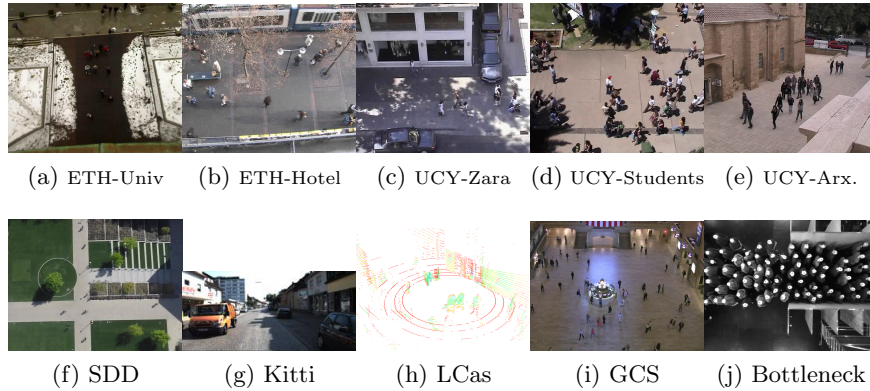 (a) ETH-Univ (b) ETH-Hotel (c) UCY-Zara (d) UCY-Students (e) UCY-Arx.
(f) SDD (g) Kitti (h) LCas (i) GCS (j) Bottleneck